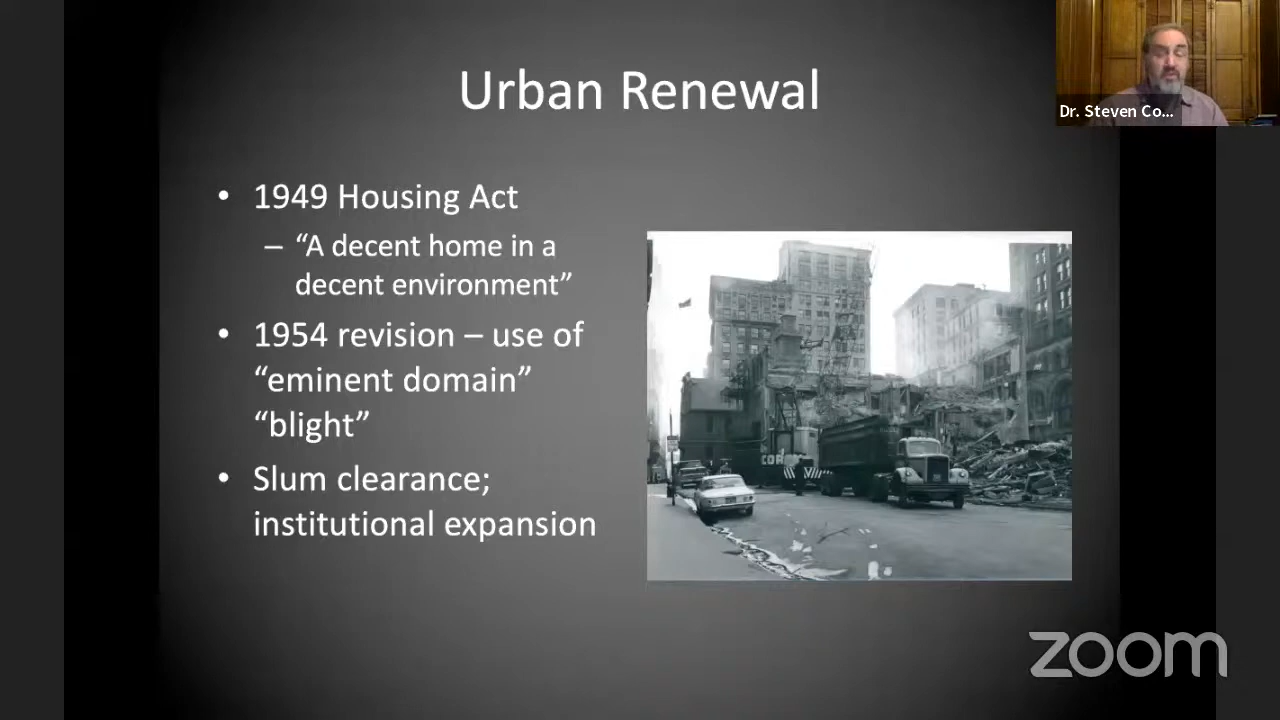 Urban Renewal
Dr. Steven Co...
• 1949 Housing Act
– “A decent home in a
decent environment”
• 1954 revision – use of
“eminent domain”
“blight”
• Slum clearance;
institutional expansion
COR
zoom